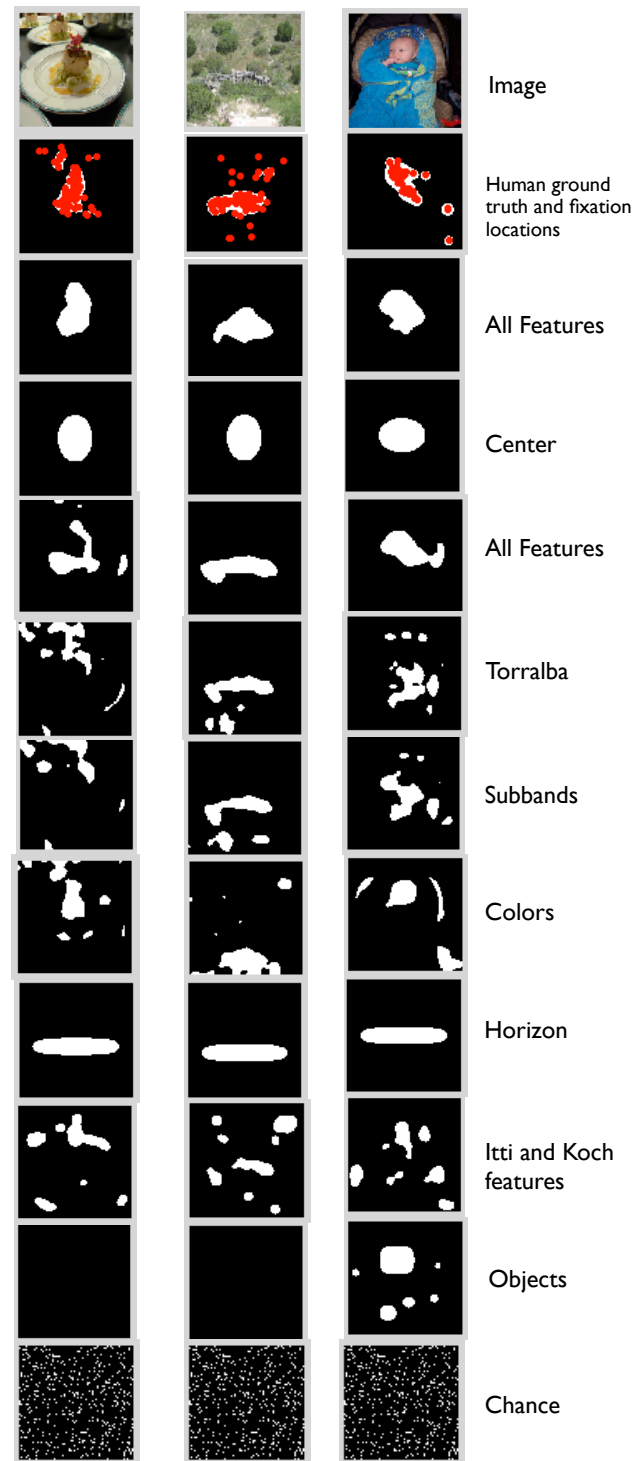 Image
Human ground
truth and fixation
locations
All Features
Center
All Features
Torralba
Subbands
Colors
Horizon
Itti and Koch
features
Objects
Chance